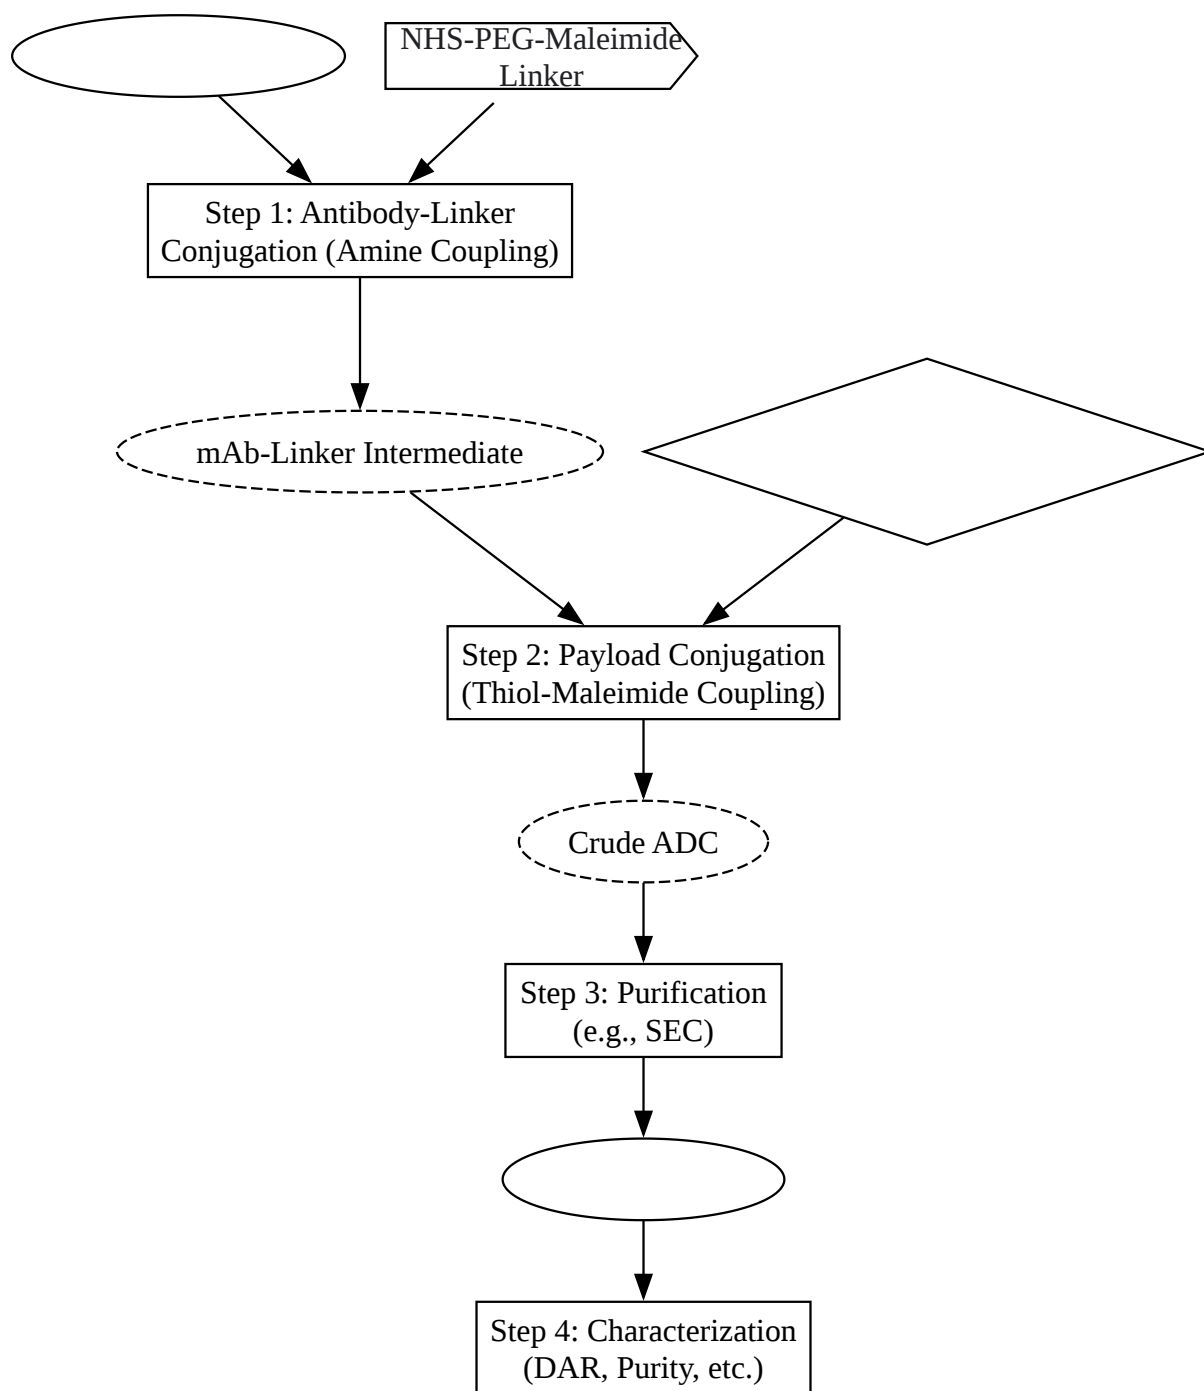 NHS-PEG-Maleimide
Linker
Step 1: Antibody-Linker
Conjugation (Amine Coupling)
mAb-Linker Intermediate
Step 2: Payload Conjugation
(Thiol-Maleimide Coupling)
Crude ADC
Step 3: Purification
(e.g., SEC)
Step 4: Characterization
(DAR, Purity, etc.)